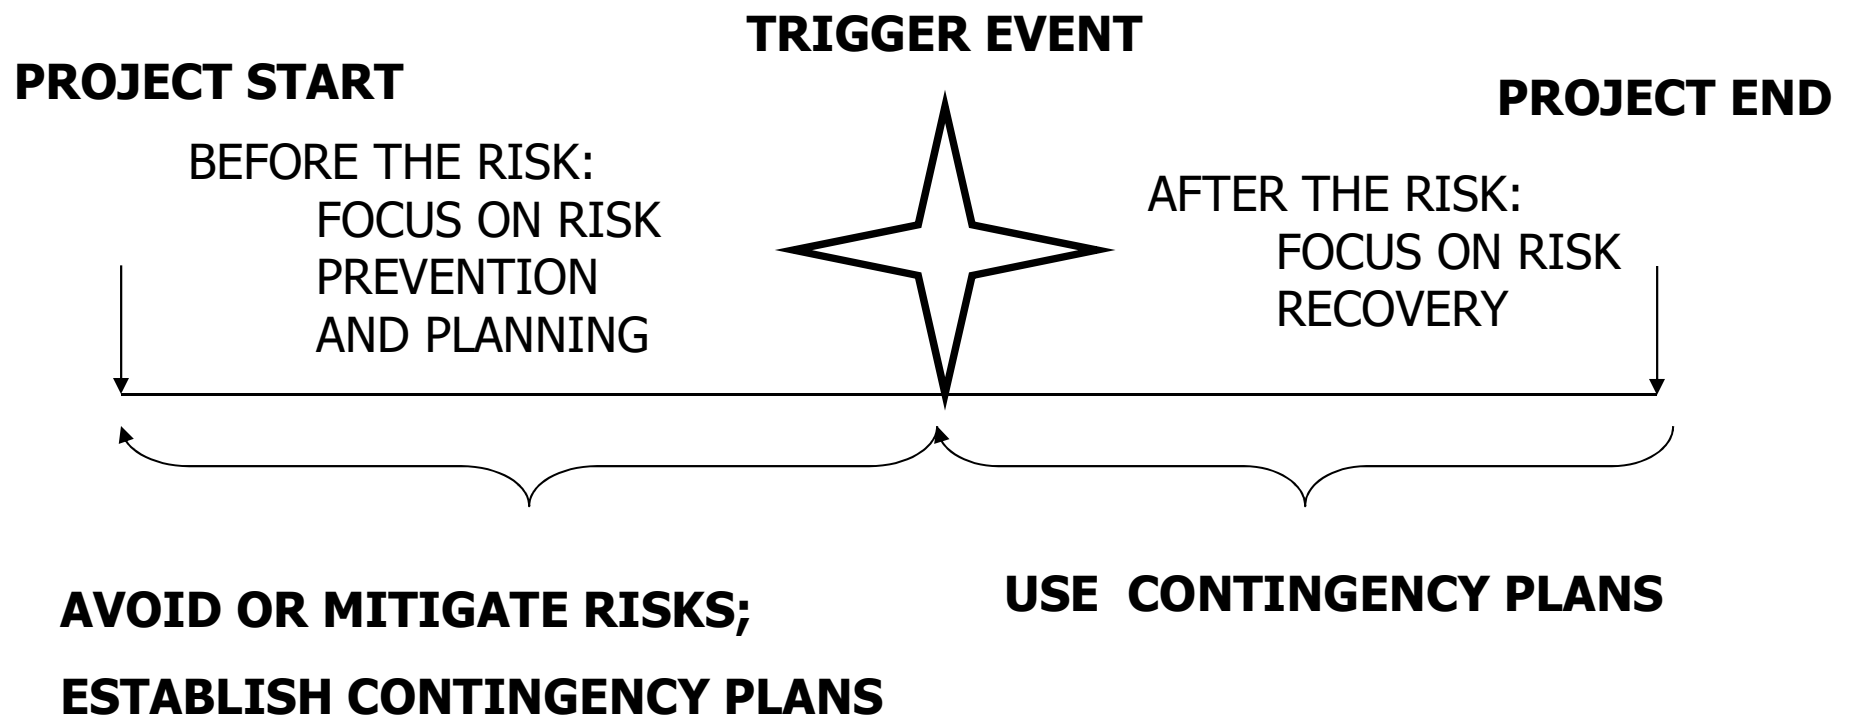 TRIGGER EVENT
PROJECT START
PROJECT END
BEFORE THE RISK:
FOCUS ON RISK
PREVENTION
AND PLANNING
AFTER THE RISK:
FOCUS ON RISK
RECOVERY
AVOID OR MITIGATE RISKS;
ESTABLISH CONTINGENCY PLANS
USE CONTINGENCY PLANS